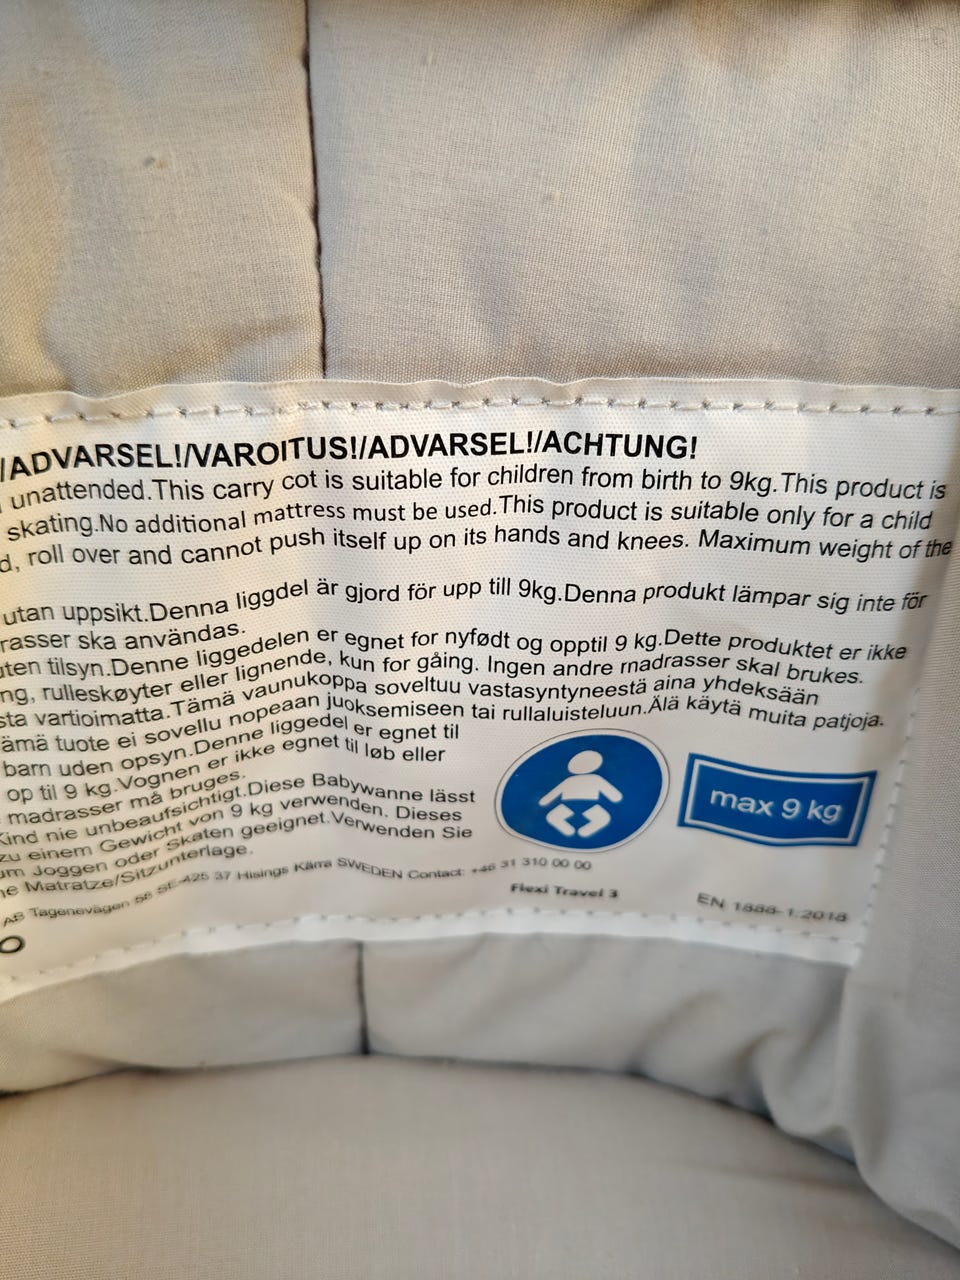 /ADVARSEL!/VAROITUS!/ADVARSEL!/ACHTUNG!
unattended.This carry cot is suitable for children from birth to 9kg.This product is
skating.No additional mattress must be used.This product is suitable only for a child
d, roll over and cannot push itself up on its hands and knees. Maximum weight of the
utan uppsikt.Denna liggdel är gjord för upp till 9kg.Denna produkt lämpar sig inte för
rasser ska användas.
uten tilsyn.Denne liggedelen er egnet for nyfødt og opptil 9 kg.Dette produktet er ikke
ng, rulleskøyter eller lignende, kun for gåing. Ingen andre madrasser skal brukes.
sta vartioimatta.Tämä vaunukoppa soveltuu vastasyntyneestä aina yhdeksään
ämä tuote ei sovellu nopeaan juoksemiseen tai rullaluisteluun.Älä käytä muita patjoja.
barn uden opsyn.Denne liggedel er egnet til
op til 9 kg.Vognen er ikke egnet til løb eller
madrasser må bruges.
Kind nie unbeaufsichtigt.Diese Babywanne lässt
zu einem Gewicht von 9 kg verwenden. Dieses
um Joggen oder Skaten geeignet.Verwenden Sie
ne Matratze/Sitzunterlage.
max 9 kg
AB Tagenevägen 56 SE-425 37 Hisings Kärra SWEDEN Contact: +46 31 310 00 00
Flexi Travel 3
EN 1888-1:2018